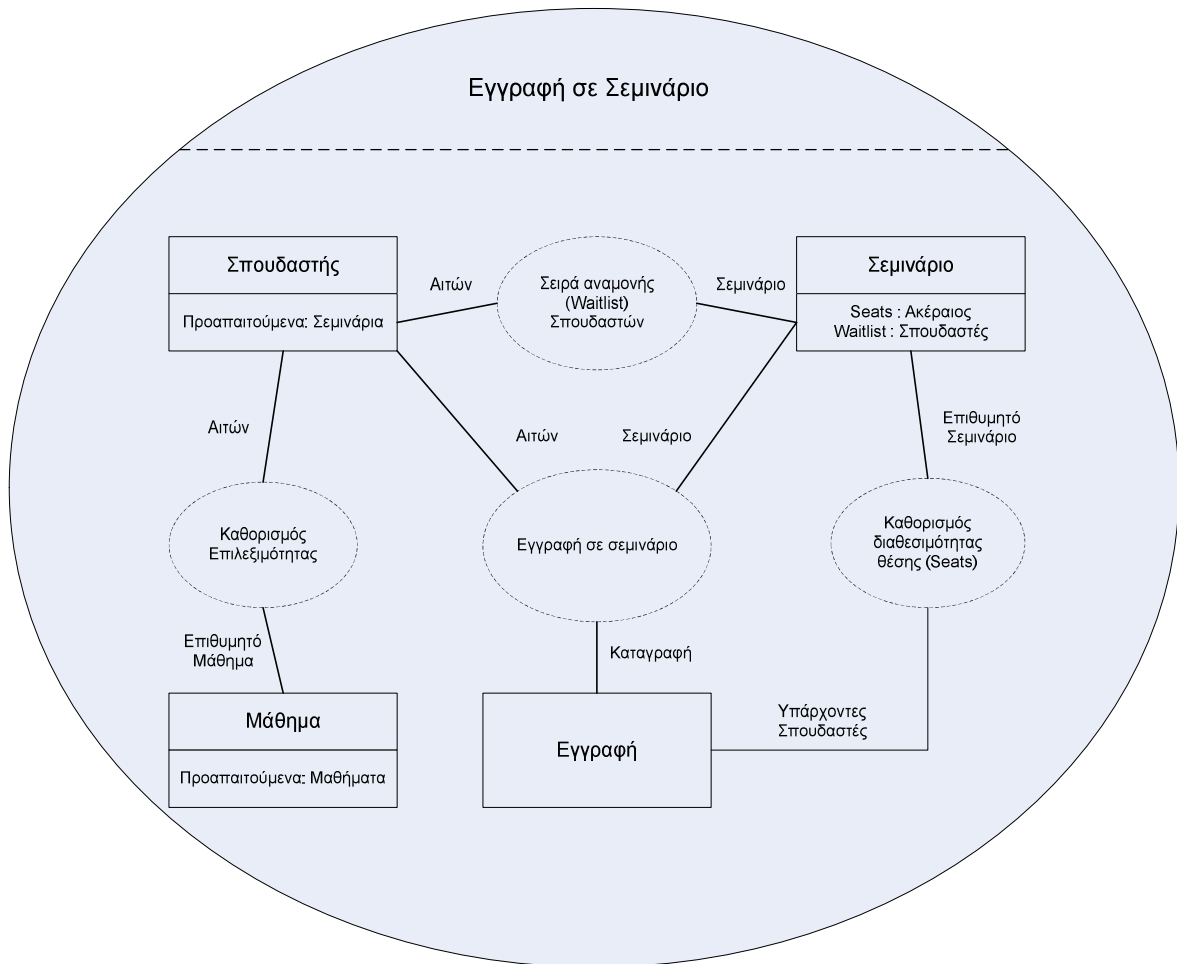 Εγγραφή σε Σεμινάριο
Σπουδαστής
Προαπαιτούμενα: Σεμινάρια
Αιτών
Σειρά αναμονής
(Waitlist)
Σπουδαστών
Σεμινάριο
Σεμινάριο
Seats : Ακέραιος
Waitlist : Σπουδαστές
Αιτών
Αιτών
Σεμινάριο
Επιθυμητό
Σεμινάριο
Καθορισμός
Επιλεξιμότητας
Εγγραφή σε σεμινάριο
Καθορισμός
διαθεσιμότητας
θέσης (Seats)
Επιθυμητό
Μάθημα
Καταγραφή
Μάθημα
Προαπαιτούμενα: Μαθήματα
Εγγραφή
Υπάρχοντες
Σπουδαστές